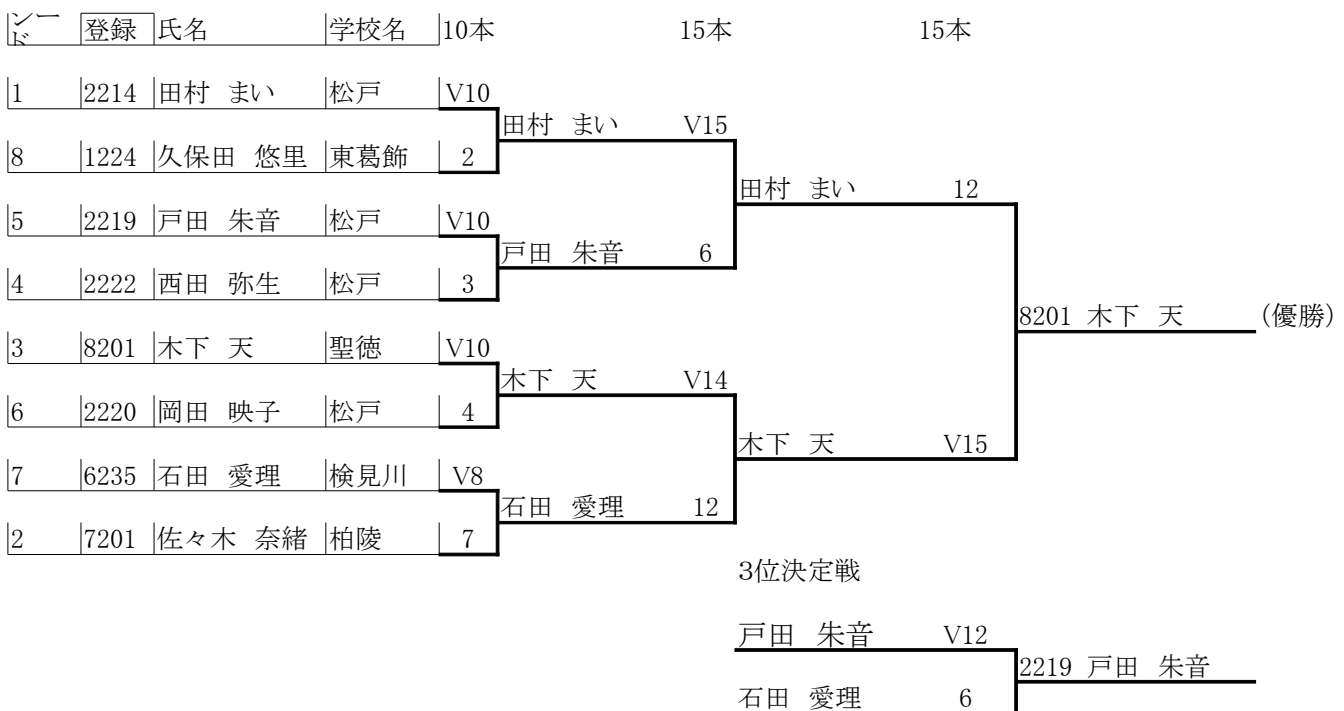 シード 登録 氏名 学校名 10本 15本 15本
1 2214 田村 まい 松戸 V10
田村 まい V15
8 1224 久保田 悠里 東葛飾 2
田村 まい 12
5 2219 戸田 朱音 松戸 V10
戸田 朱音 6
4 2222 西田 弥生 松戸 3
8201 木下 天 (優勝)
3 8201 木下 天 聖徳 V10
木下 天 V14
6 2220 岡田 映子 松戸 4
木下 天 V15
7 6235 石田 愛理 検見川 V8
石田 愛理 12
2 7201 佐々木 奈緒 柏陵 7
3位決定戦
戸田 朱音 V12
2219 戸田 朱音
石田 愛理 6